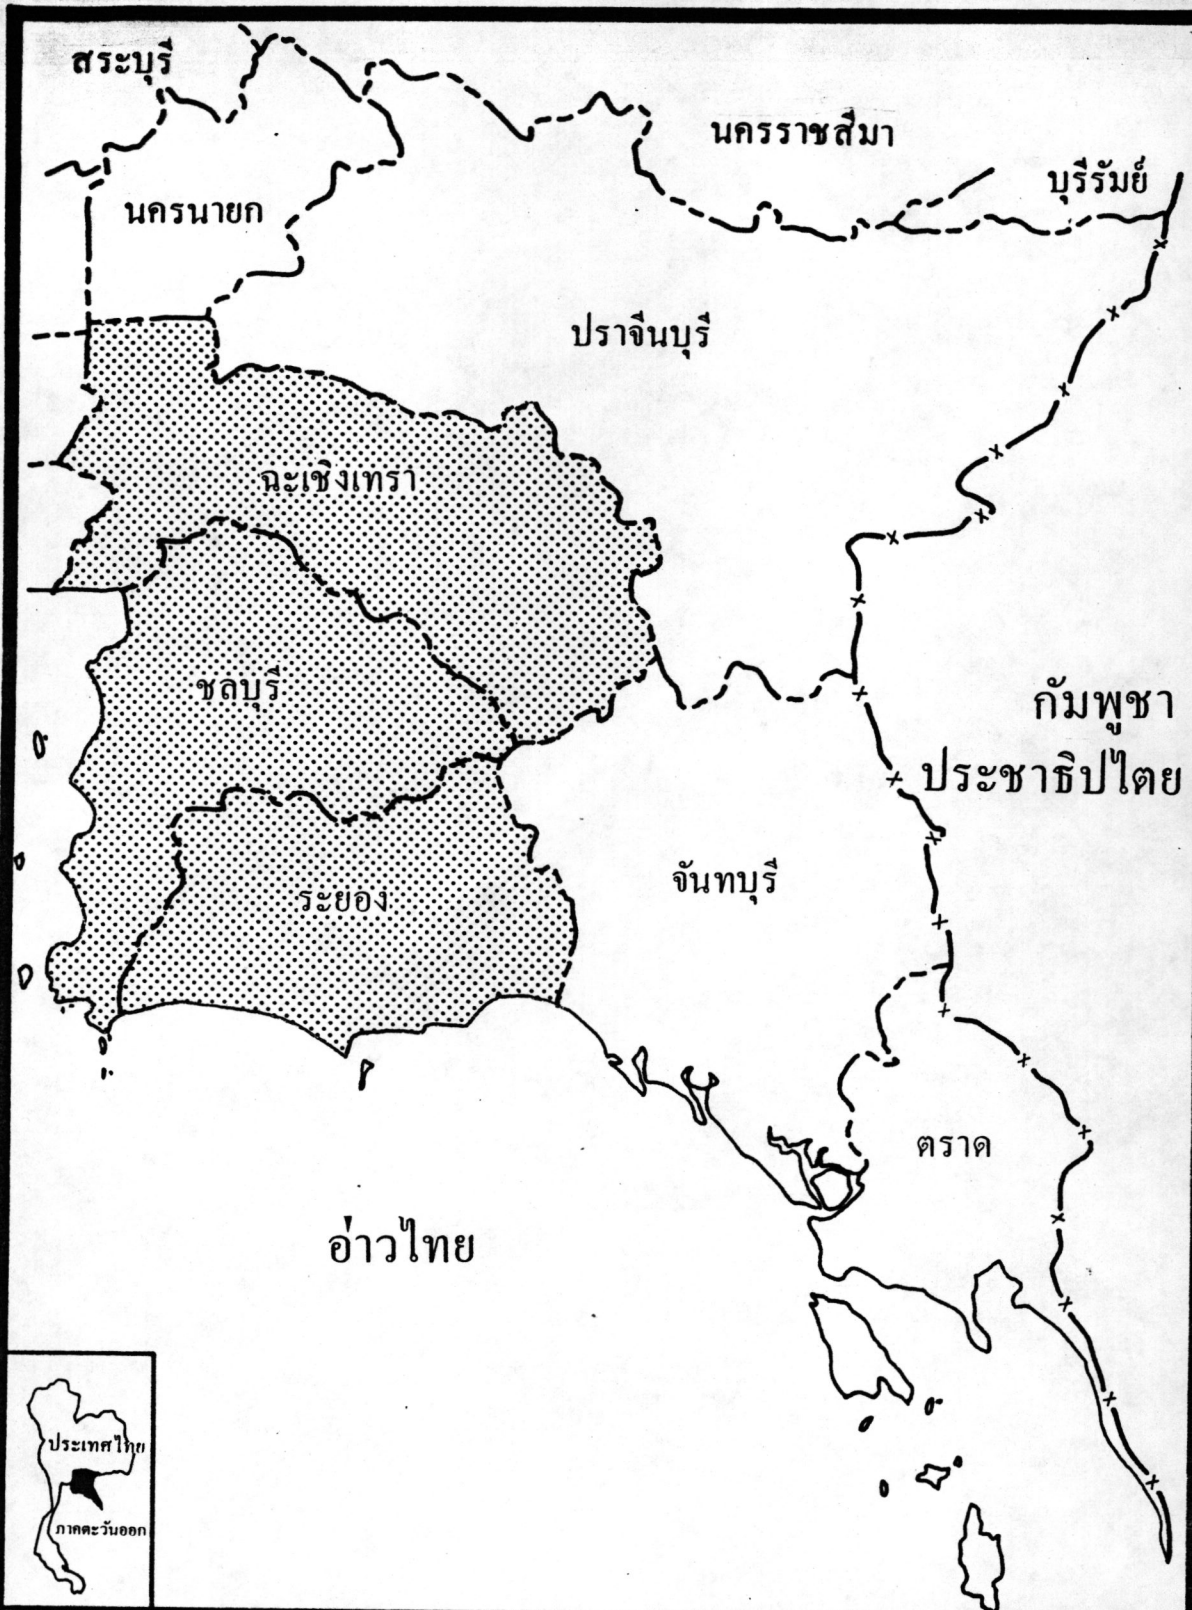 สระบุรี
นครราชสีมา
บุรีรัมย์
นครนายก
ปราจีนบุรี
ฉะเชิงเทรา
ชลบุรี
กัมพูชา
ประชาธิปไตย
จันทบุรี
ระยอง
ตราด
อ่าวไทย
ประเทศไทย
ภาคตะวันออก